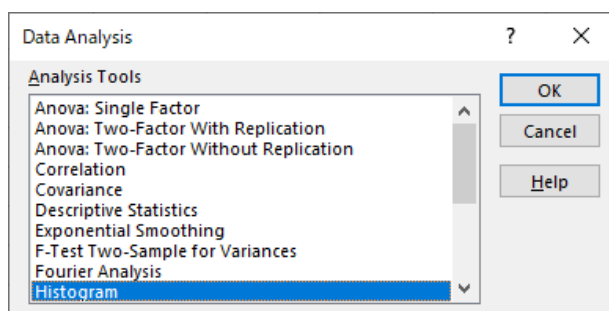 Data Analysis
?
Analysis Tools
Anova: Single Factor
Anova: Two-Factor With Replication
Anova: Two-Factor Without Replication
Correlation
Covariance
Descriptive Statistics
Exponential Smoothing
F-Test Two-Sample for Variances
Fourier Analysis
Histogram
OK
Cancel
Help